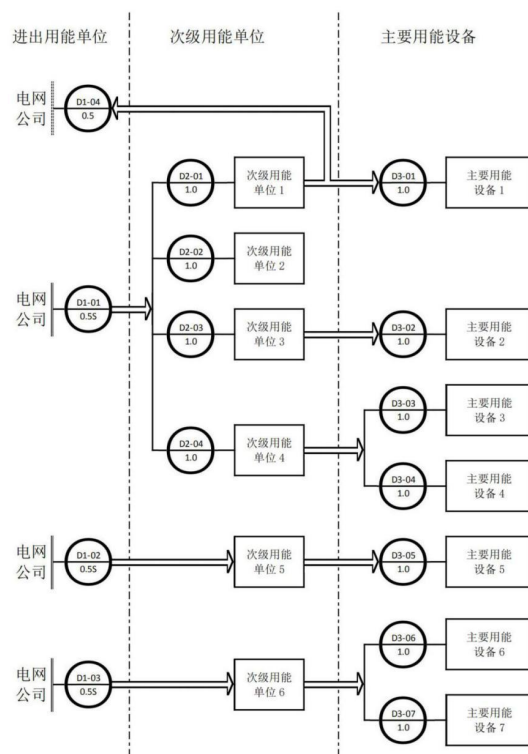 进出用能单位
次级用能单位
主要用能设备
电网
公司
D1-04
0.5
D2-01
1.0
次级用能
单位1
D3-01
1.0
主要用能
设备1
D2-02
1.0
次级用能
单位2
电网
公司
D1-01
0.5S
D2-03
1.0
次级用能
单位3
D3-02
1.0
主要用能
设备2
D2-04
1.0
次级用能
单位4
D3-03
1.0
主要用能
设备3
D3-04
1.0
主要用能
设备4
电网
公司
D1-02
0.5S
次级用能
单位5
D3-05
1.0
主要用能
设备5
电网
公司
D1-03
0.5S
次级用能
单位6
D3-06
1.0
主要用能
设备6
D3-07
1.0
主要用能
设备7